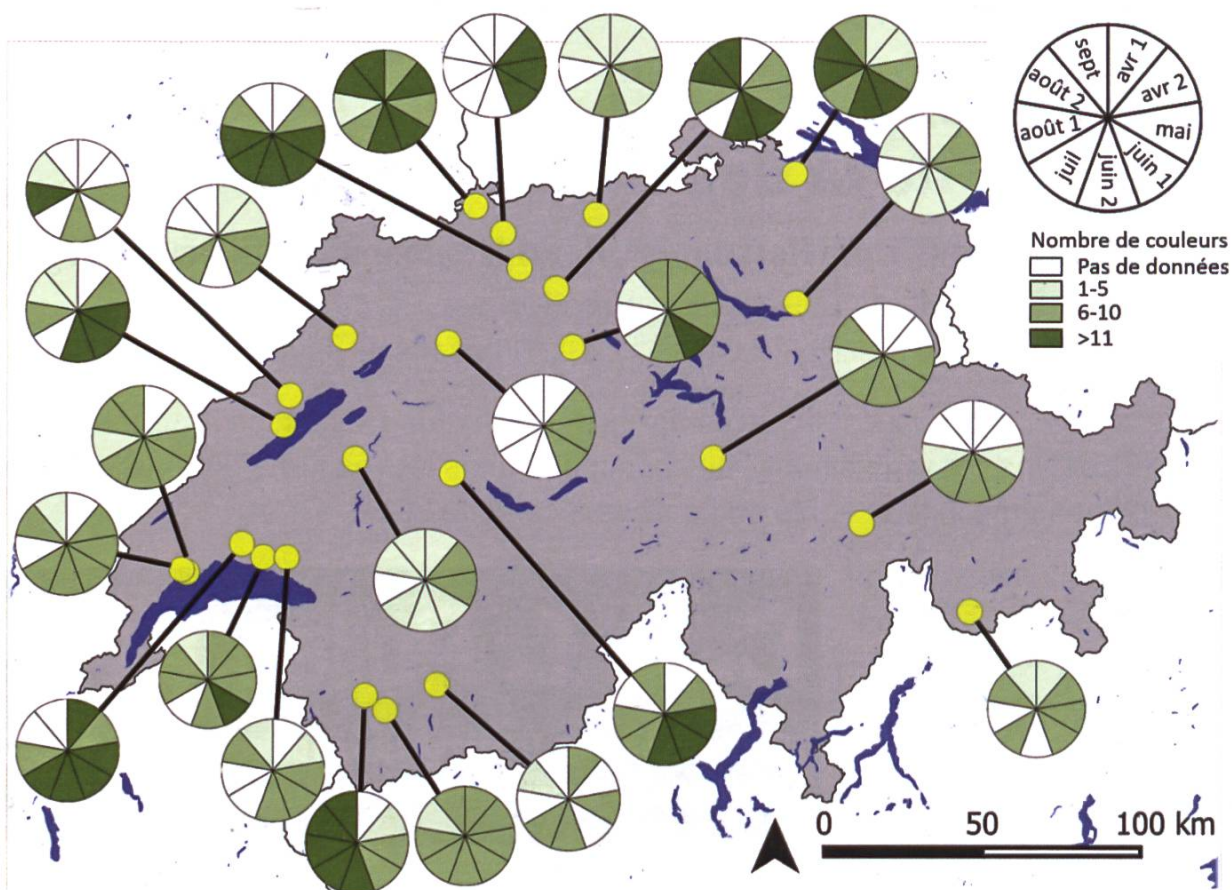 sept
avr 1
août 2
avr 2
août 1
mai
juil
juin 2
juin 1
Nombre de couleurs
Pas de données
1-5
6-10
>11
0
50
100 km